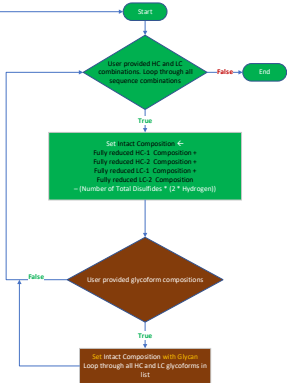 Start
User provided HC and LC
combinations. Loop through all
sequence combinations
False
End
True
Set Intact Composition ←
Fully reduced HC-1 Composition +
Fully reduced HC-2 Composition +
Fully reduced LC-1 Composition +
Fully reduced LC-2 Composition
– (Number of Total Disulfides * (2 * Hydrogen))
False
User provided glycoform compositions
True
Set Intact Composition with Glycan
Loop through all HC and LC glycoforms in
list